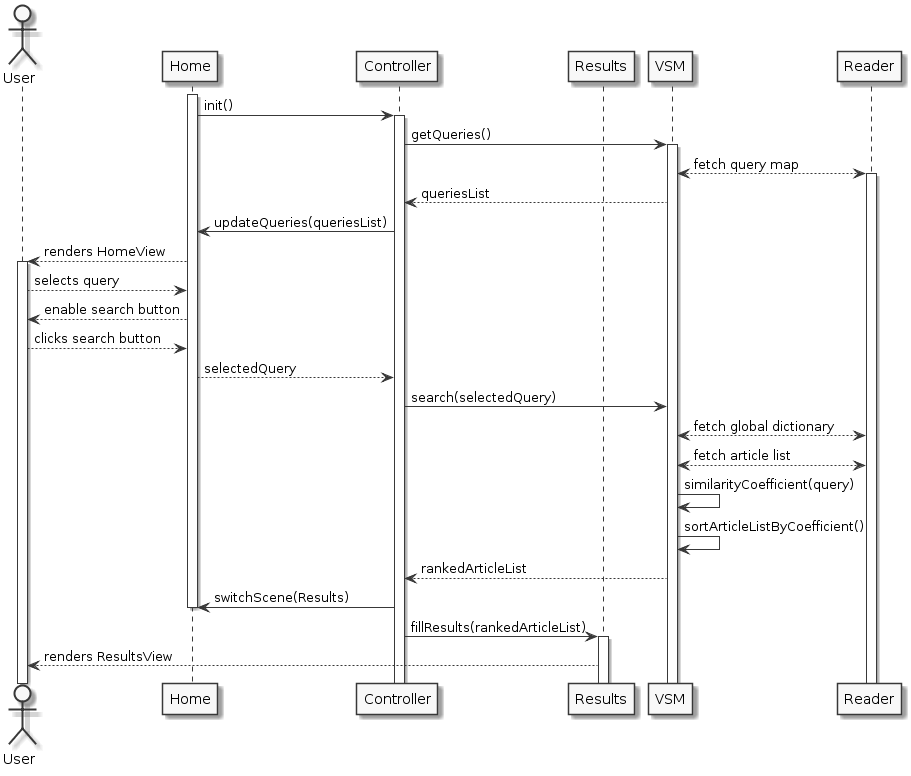 User
Home
Controller
Results
VSM
Reader
init()
getQueries()
fetch query map
queriesList
updateQueries(queriesList)
renders HomeView
selects query
enable search button
clicks search button
selectedQuery
search(selectedQuery)
fetch global dictionary
fetch article list
similarityCoefficient(query)
sortArticleListByCoefficient()
rankedArticleList
switchScene(Results)
fillResults(rankedArticleList)
renders ResultsView
Home
Controller
Results
VSM
Reader
User